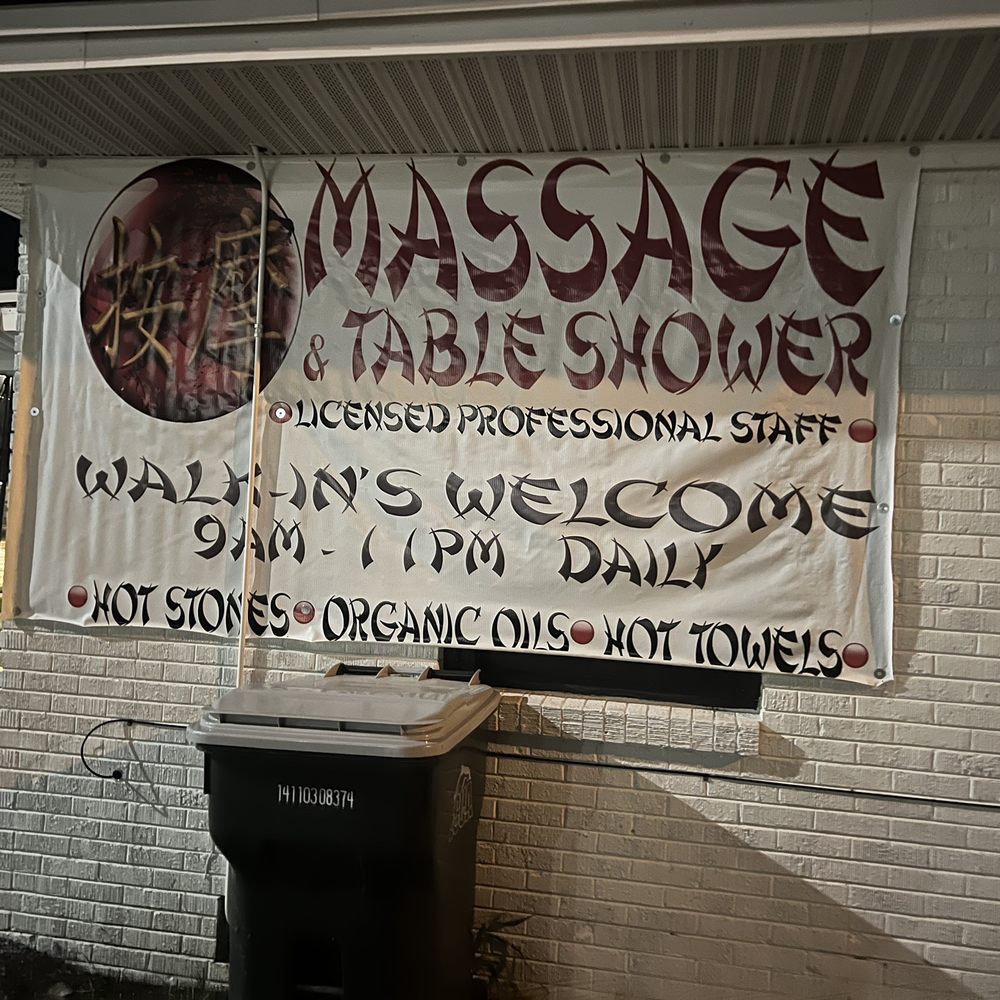 按摩
MASSAGE
& TABLE SHOWER
LICENSED PROFESSIONAL STAFF
WALK-IN'S WELCOME
9AM - 11PM DAILY
HOT STONES ORGANIC OILS HOT TOWELS
14110308374